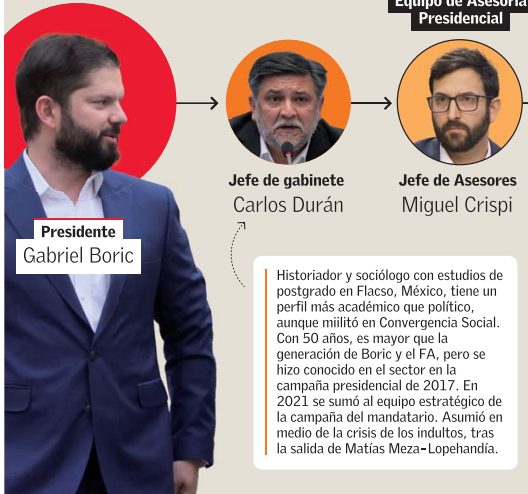 Equipo de Asesoría
Presidencial
Jefe de gabinete
Carlos Durán
Jefe de Asesores
Miguel Crispi
Presidente
Gabriel Boric
Historiador y sociólogo con estudios de
postgrado en Flacso, México, tiene un
perfil más académico que político,
aunque miilitó en Convergencia Social.
Con 50 años, es mayor que la
generación de Boric y el FA, pero se
hizo conocido en el sector en la
campaña presidencial de 2017. En
2021 se sumó al equipo estratégico de
la campaña del mandatario. Asumió en
medio de la crisis de los indultos, tras
la salida de Matías Meza-Lopehandía.